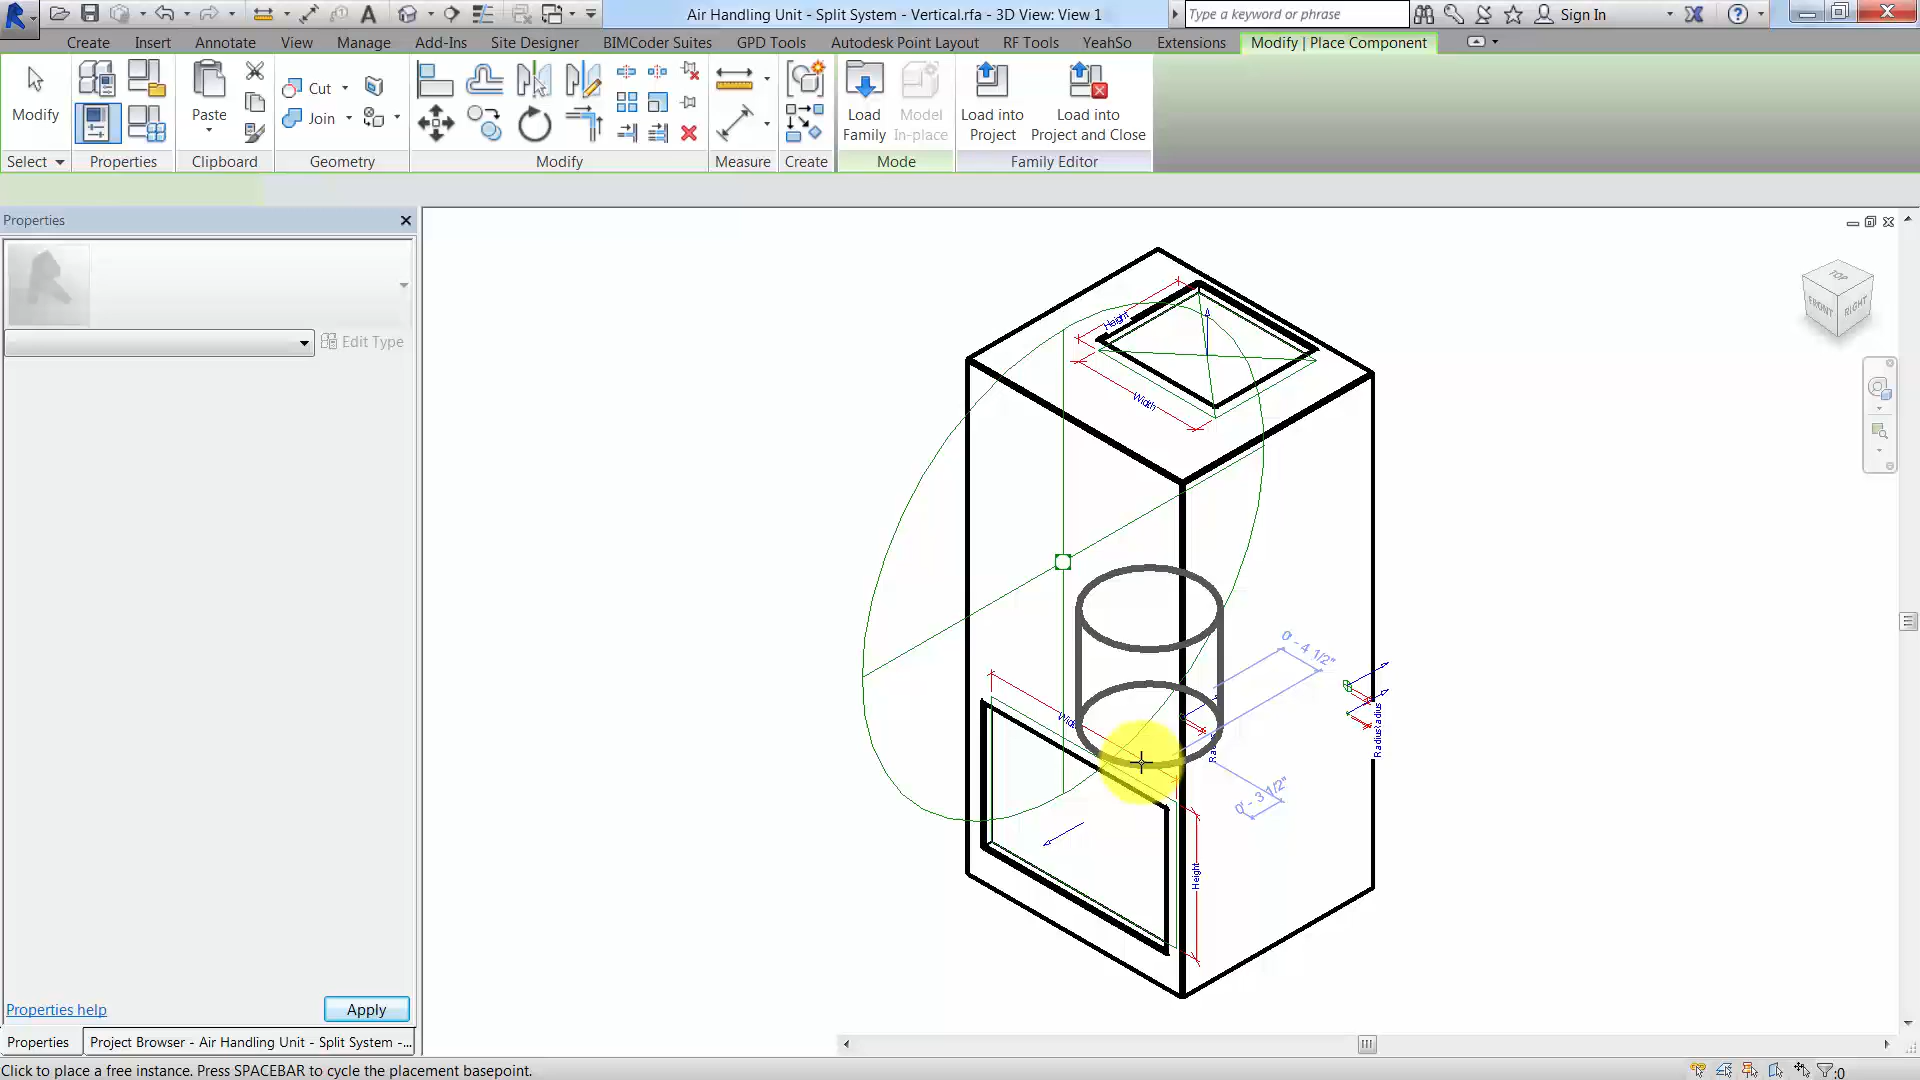 Air Handling Unit - Split System - Vertical.rfa - 3D View: View 1
Type a keyword or phrase
Sign In
Create Insert Annotate View Manage Add-Ins Site Designer BIMCoder Suites GPD Tools Autodesk Point Layout RF Tools YeahSo Extensions Modify | Place Component
Modify
Paste
Cut
Join
Load Family
Model In-place
Load into Project
Load into Project and Close
Select Properties Clipboard Geometry Modify Measure Create Mode Family Editor
Properties
Edit Type
TOP
FRONT
RIGHT
Height
Width
0' - 4 1/2"
Radius
Radius
0' - 3 1/2"
Height
Properties help
Apply
Properties
Project Browser - Air Handling Unit - Split System -...
Click to place a free instance. Press SPACEBAR to cycle the placement basepoint.
:0